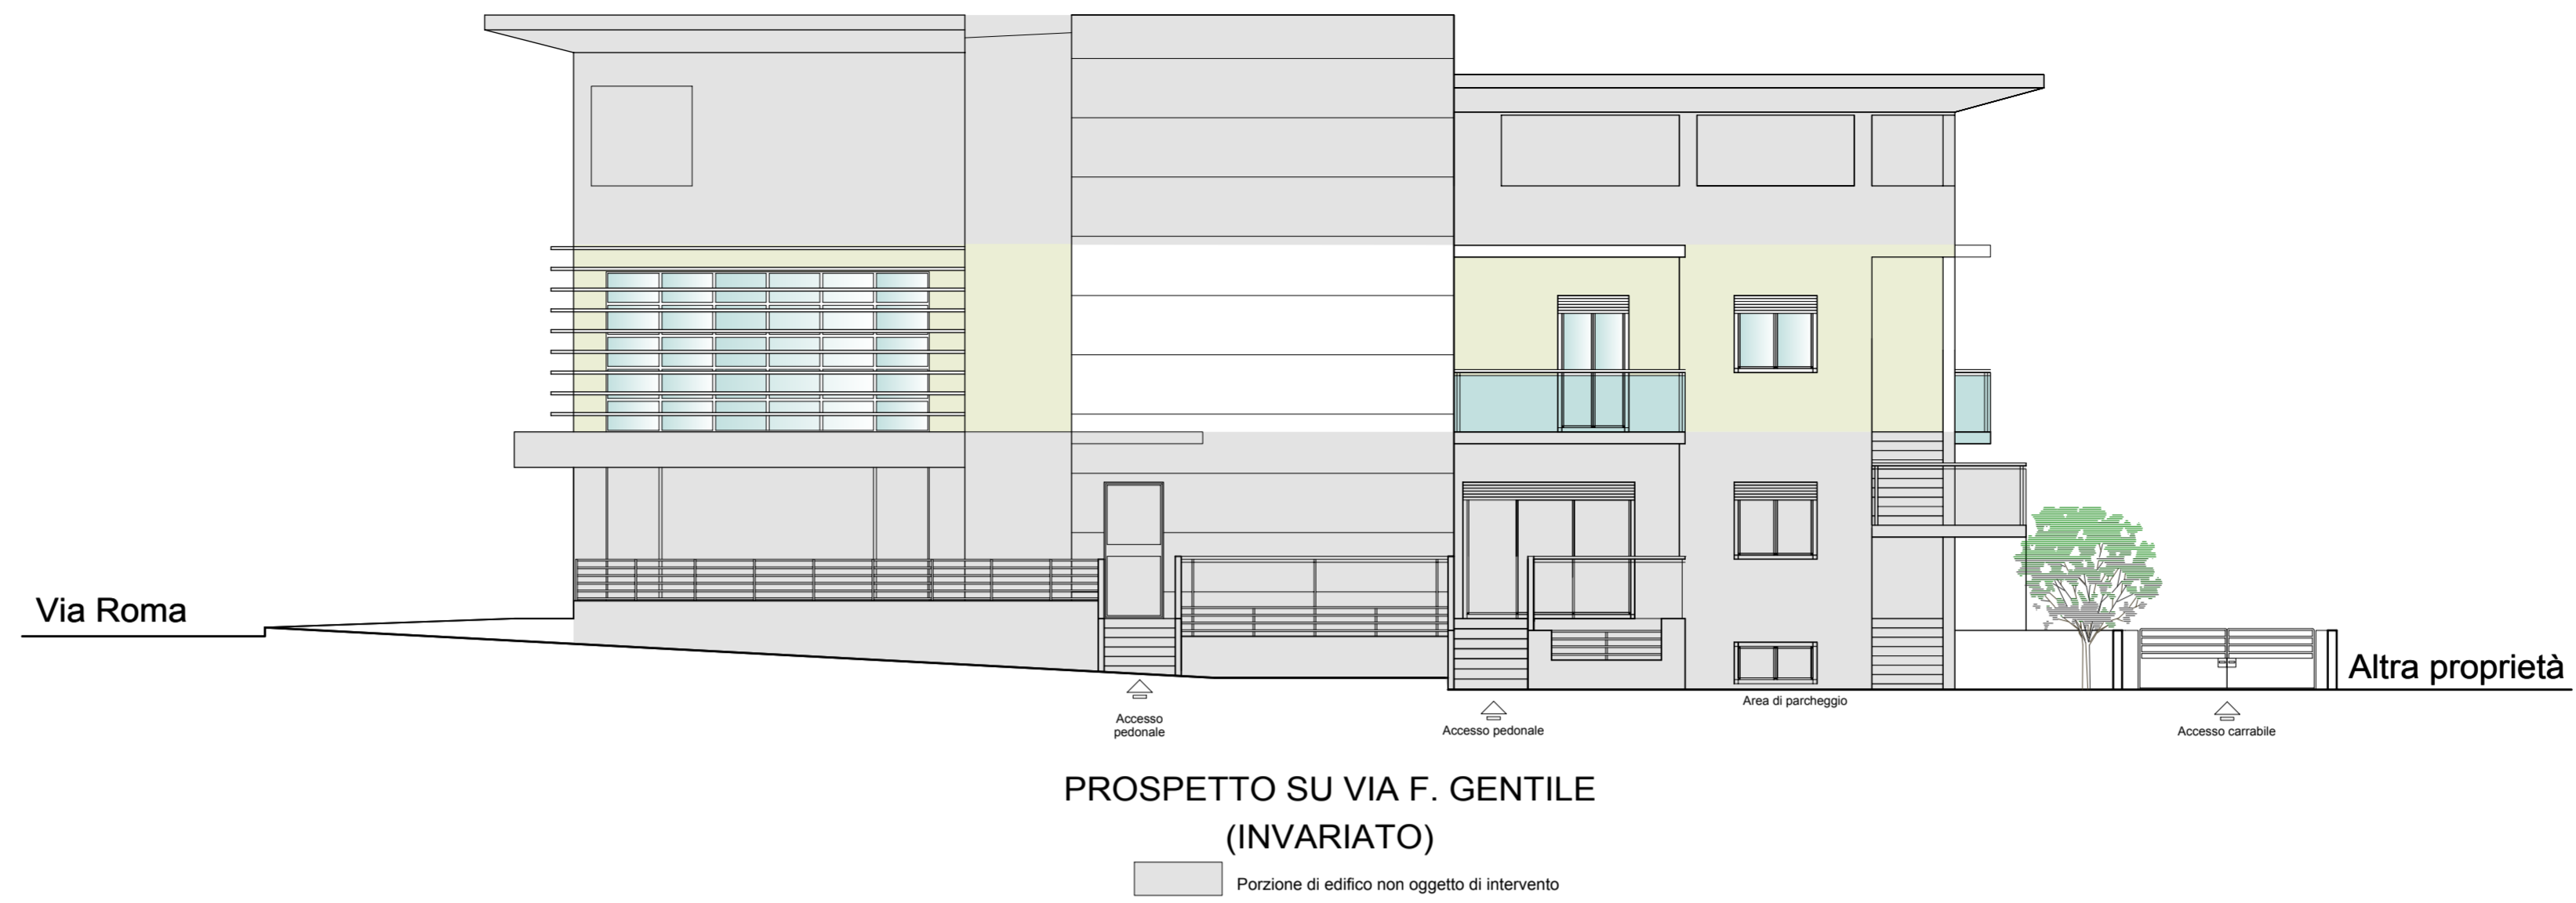 Via Roma
Altra proprietà
Area di parcheggio
Accesso
pedonale
Accesso pedonale
Accesso carrabile
PROSPETTO SU VIA F. GENTILE
(INVARIATO)
Porzione di edifico non oggetto di intervento